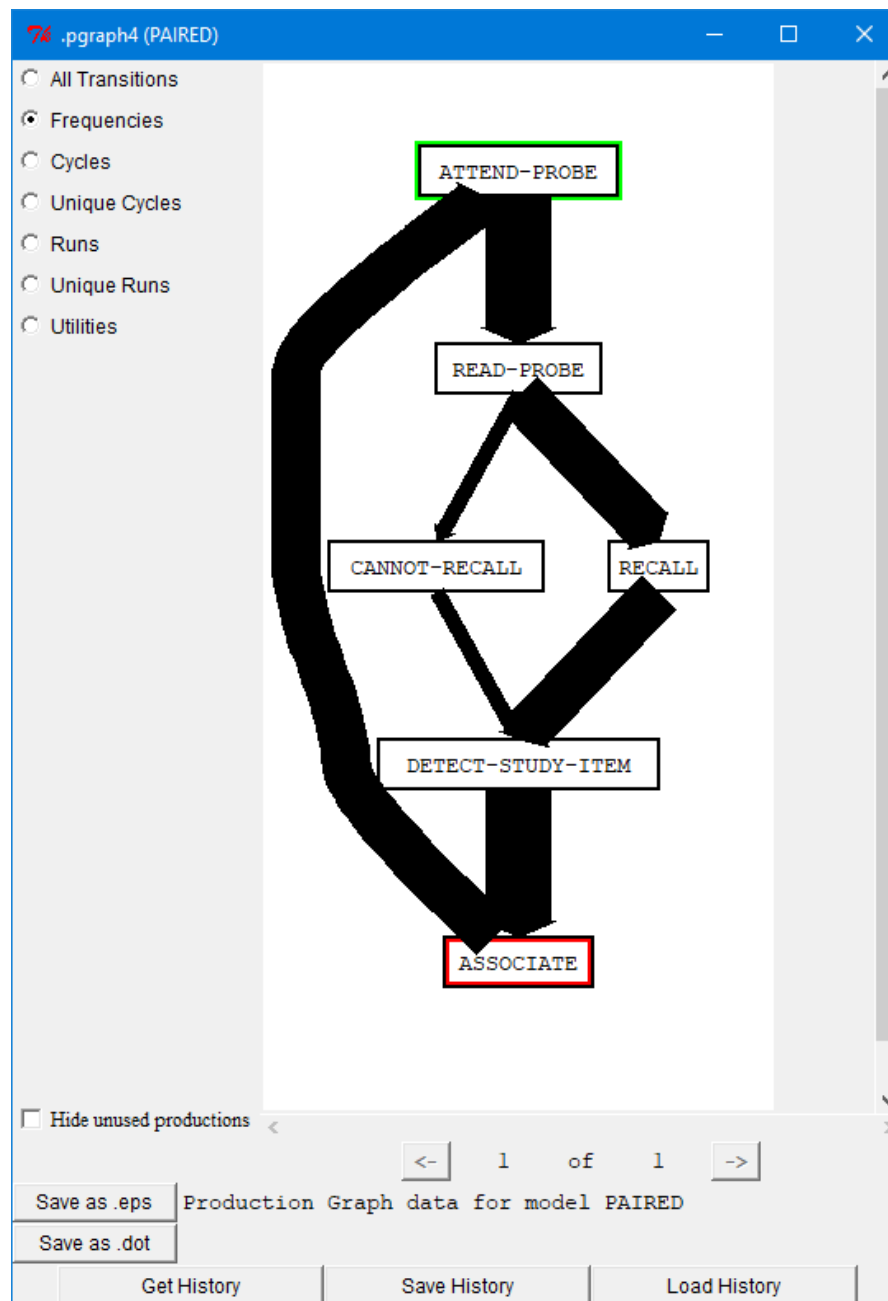 .pgraph4 (PAIRED)
All Transitions
Frequencies
Cycles
Unique Cycles
Runs
Unique Runs
Utilities
ATTEND-PROBE
READ-PROBE
CANNOT-RECALL RECALL
DETECT-STUDY-ITEM
ASSOCIATE
Hide unused productions
<- 1 of 1 ->
Save as .eps Production Graph data for model PAIRED
Save as .dot
Get History Save History Load History